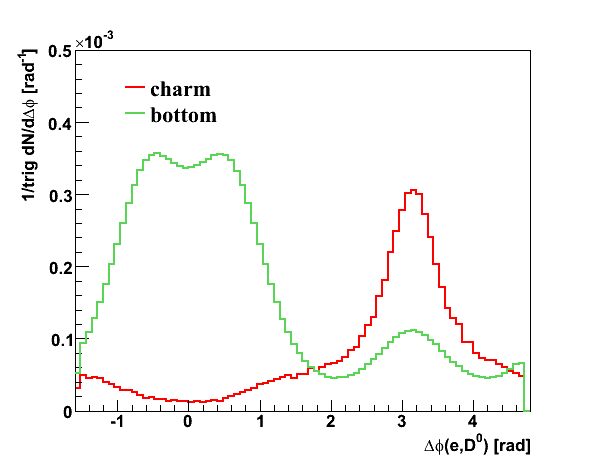 ×10⁻³
0.5
0.4
0.3
0.2
0.1
0
1/trig dN/dΔϕ [rad⁻¹]
charm
bottom
-1 0 1 2 3 4
Δϕ(e,D⁰) [rad]